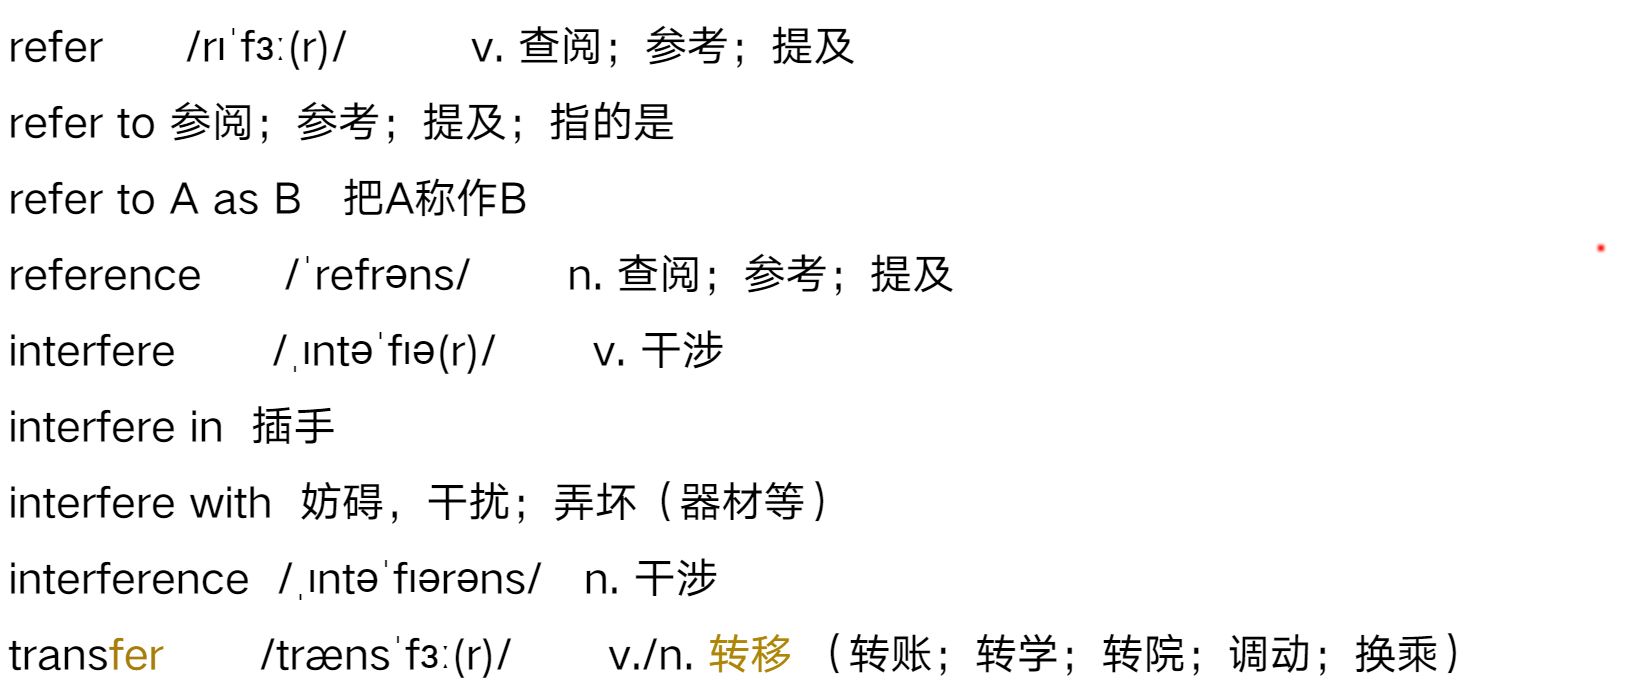 refer /rɪˈfɜː(r)/ v. 查阅；参考；提及
refer to 参阅；参考；提及；指的是
refer to A as B 把A称作B
reference /ˈrefrəns/ n. 查阅；参考；提及
interfere /ˌɪntəˈfɪə(r)/ v. 干涉
interfere in 插手
interfere with 妨碍，干扰；弄坏（器材等）
interference /ˌɪntəˈfɪərəns/ n. 干涉
transfer /trænsˈfɜː(r)/ v./n. 转移 （转账；转学；转院；调动；换乘）